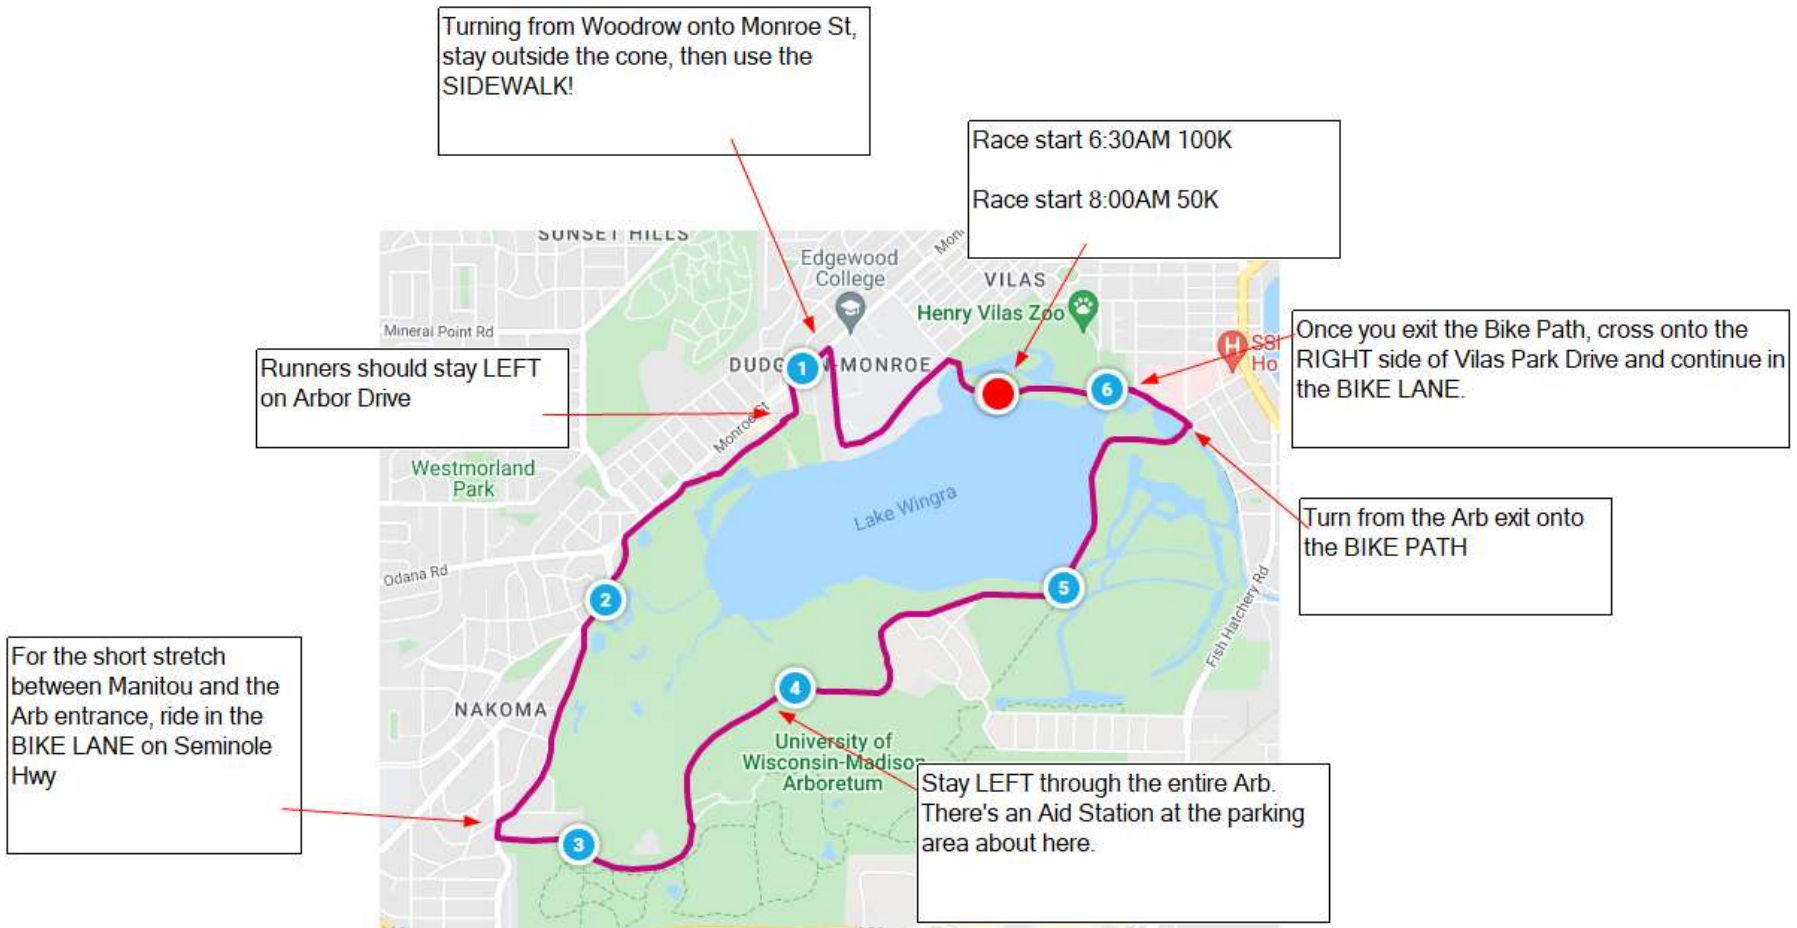 Turning from Woodrow onto Monroe St,
stay outside the cone, then use the
SIDEWALK!
Race start 6:30AM 100K
Race start 8:00AM 50K
SUNSET HILLS
Edgewood
College
VILAS
Henry Vilas Zoo
Mineral Point Rd
Once you exit the Bike Path, cross onto the
RIGHT side of Vilas Park Drive and continue in
the BIKE LANE.
H SSI
Ho
Runners should stay LEFT
on Arbor Drive
1
6
Monroe St
Westmorland
Park
Lake Wingra
Turn from the Arb exit onto
the BIKE PATH
Odana Rd
2
5
Fish Hatchery Rd
For the short stretch
between Manitou and the
Arb entrance, ride in the
BIKE LANE on Seminole
Hwy
NAKOMA
4
University of
Wisconsin-Madison
Arboretum
Stay LEFT through the entire Arb.
There's an Aid Station at the parking
area about here.
3